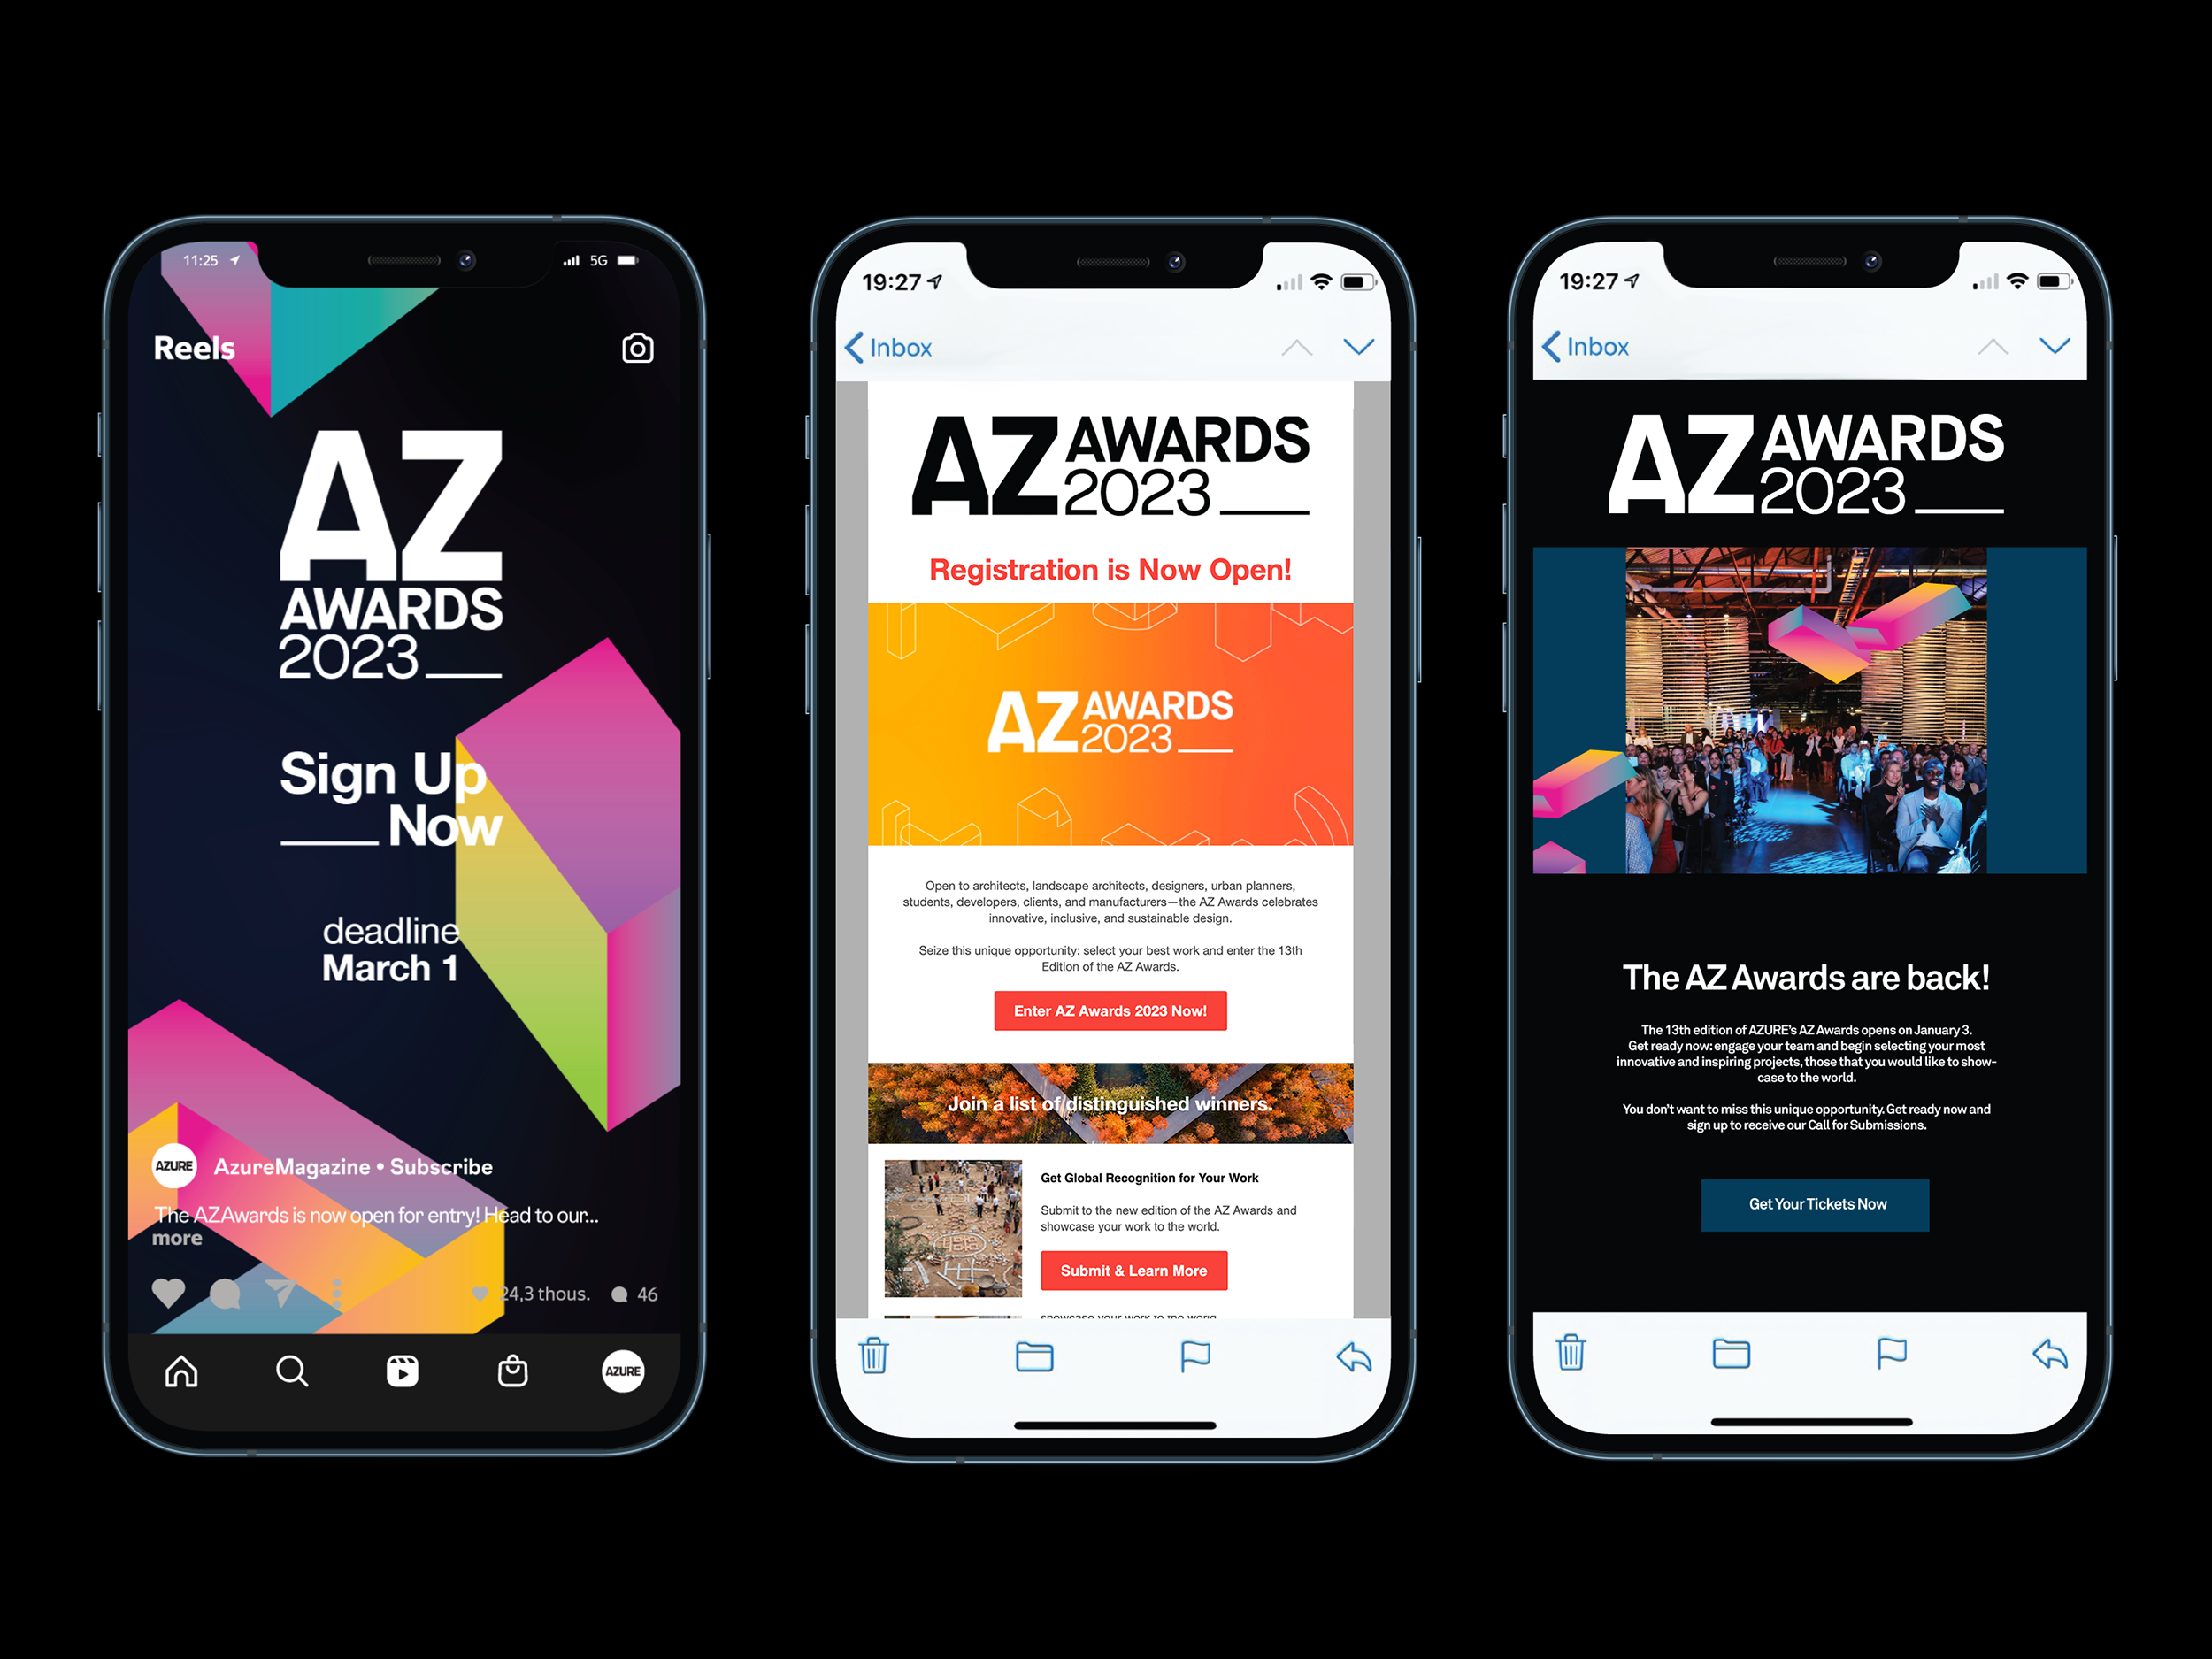 11:25
5G
Reels
AZ
AWARDS
2023
Sign Up
Now
deadline
March 1
AZURE
AzureMagazine • Subscribe
The AZAwards is now open for entry! Head to our...
more
24,3 thous.
46
AZURE
19:27
Inbox
AZ AWARDS
2023
Registration is Now Open!
AZ AWARDS
2023
Open to architects, landscape architects, designers, urban planners,
students, developers, clients, and manufacturers—the AZ Awards celebrates
innovative, inclusive, and sustainable design.
Seize this unique opportunity: select your best work and enter the 13th
Edition of the AZ Awards.
Enter AZ Awards 2023 Now!
Join a list of distinguished winners.
Get Global Recognition for Your Work
Submit to the new edition of the AZ Awards and
showcase your work to the world.
Submit & Learn More
showcase your work to the world
19:27
Inbox
AZ AWARDS
2023
The AZ Awards are back!
The 13th edition of AZURE's AZ Awards opens on January 3.
Get ready now: engage your team and begin selecting your most
innovative and inspiring projects, those that you would like to show-
case to the world.
You don't want to miss this unique opportunity. Get ready now and
sign up to receive our Call for Submissions.
Get Your Tickets Now